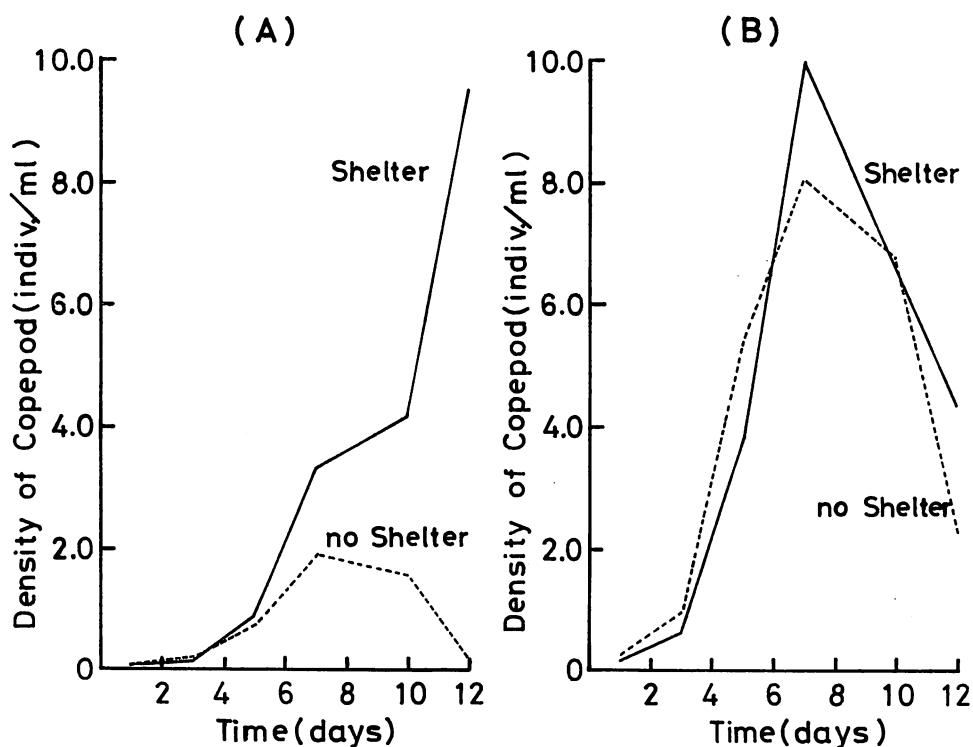 (A)
10.0
8.0
6.0
4.0
2.0
0
2 4 6 8 10 12
Time(days)
Density of Copepod(indiv,/ml)
Shelter
no Shelter
(B)
10.0
8.0
6.0
4.0
2.0
0
2 4 6 8 10 12
Time(days)
Density of Copepod(indiv,/ml)
Shelter
no Shelter